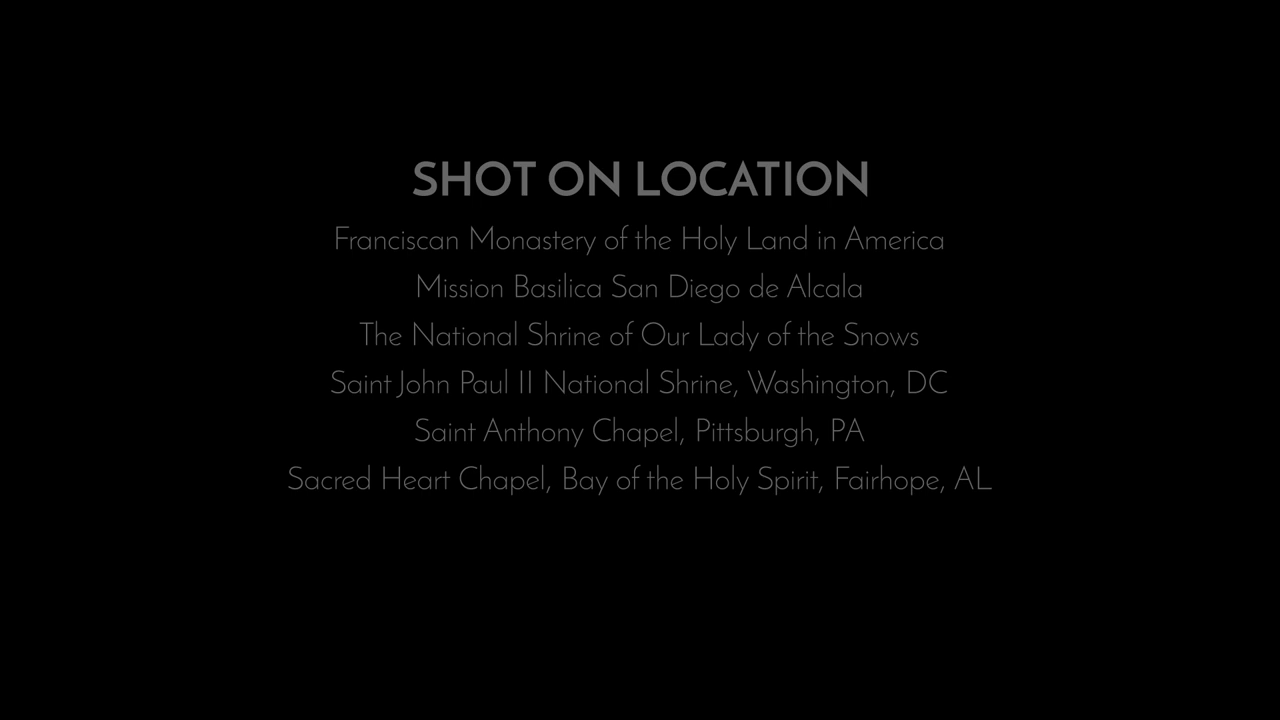 SHOT ON LOCATION
Franciscan Monastery of the Holy Land in America
Mission Basilica San Diego de Alcala
The National Shrine of Our Lady of the Snows
Saint John Paul II National Shrine, Washington, DC
Saint Anthony Chapel, Pittsburgh, PA
Sacred Heart Chapel, Bay of the Holy Spirit, Fairhope, AL